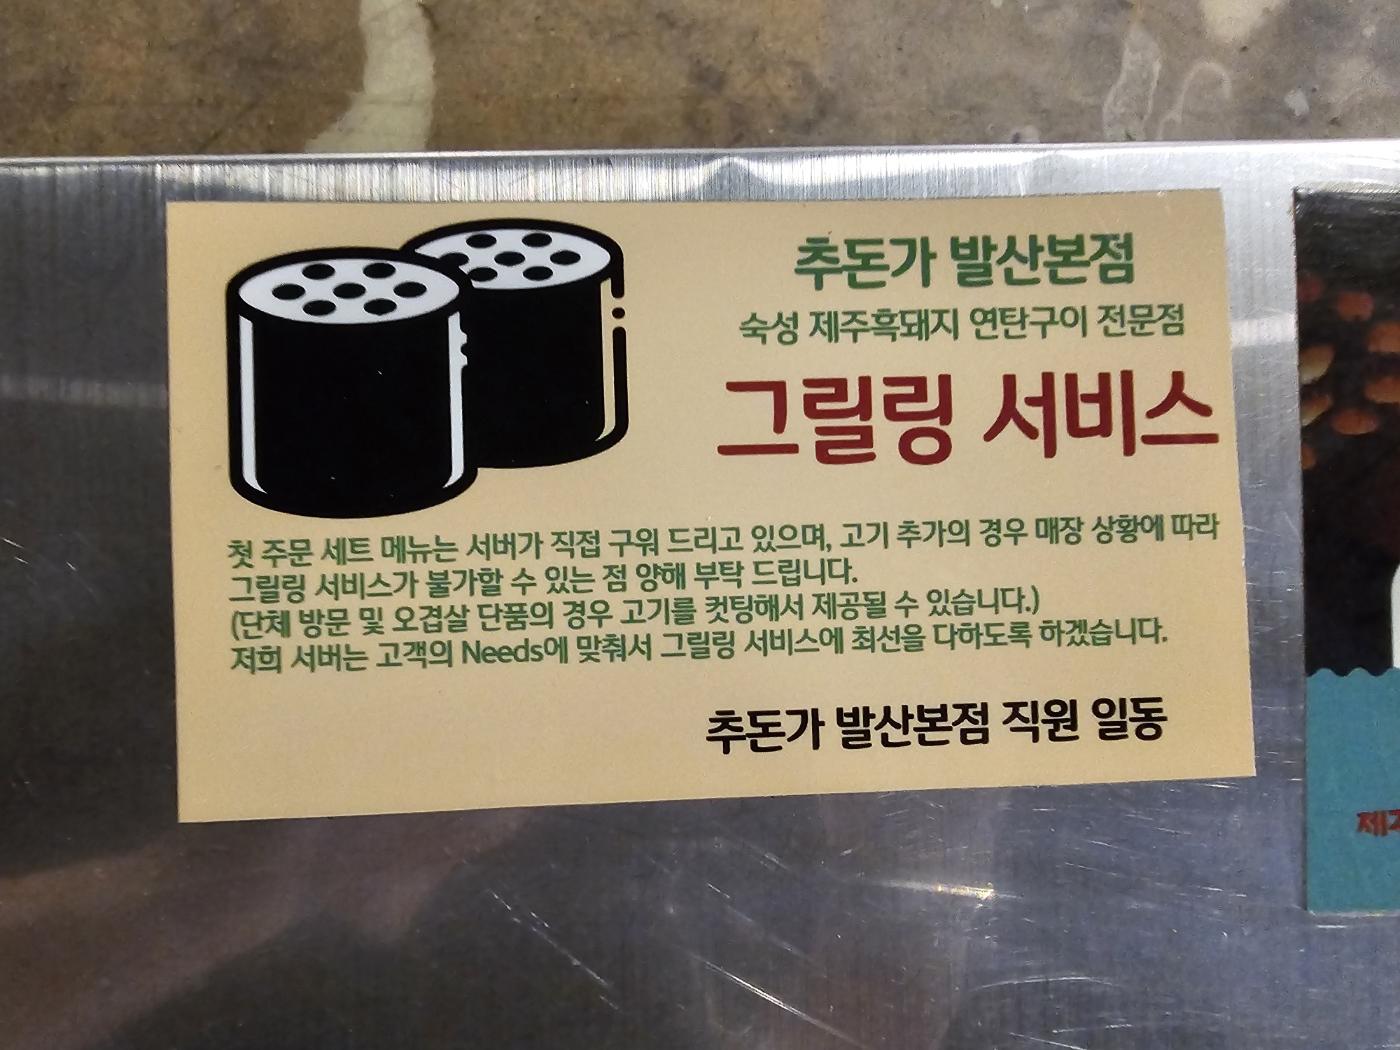 추돈가 발산본점
숙성 제주흑돼지 연탄구이 전문점
그릴링 서비스
첫 주문 세트 메뉴는 서버가 직접 구워 드리고 있으며, 고기 추가의 경우 매장 상황에 따라
그릴링 서비스가 불가할 수 있는 점 양해 부탁 드립니다.
(단체 방문 및 오겹살 단품의 경우 고기를 컷팅해서 제공될 수 있습니다.)
저희 서버는 고객의 Needs에 맞춰서 그릴링 서비스에 최선을 다하도록 하겠습니다.
추돈가 발산본점 직원 일동